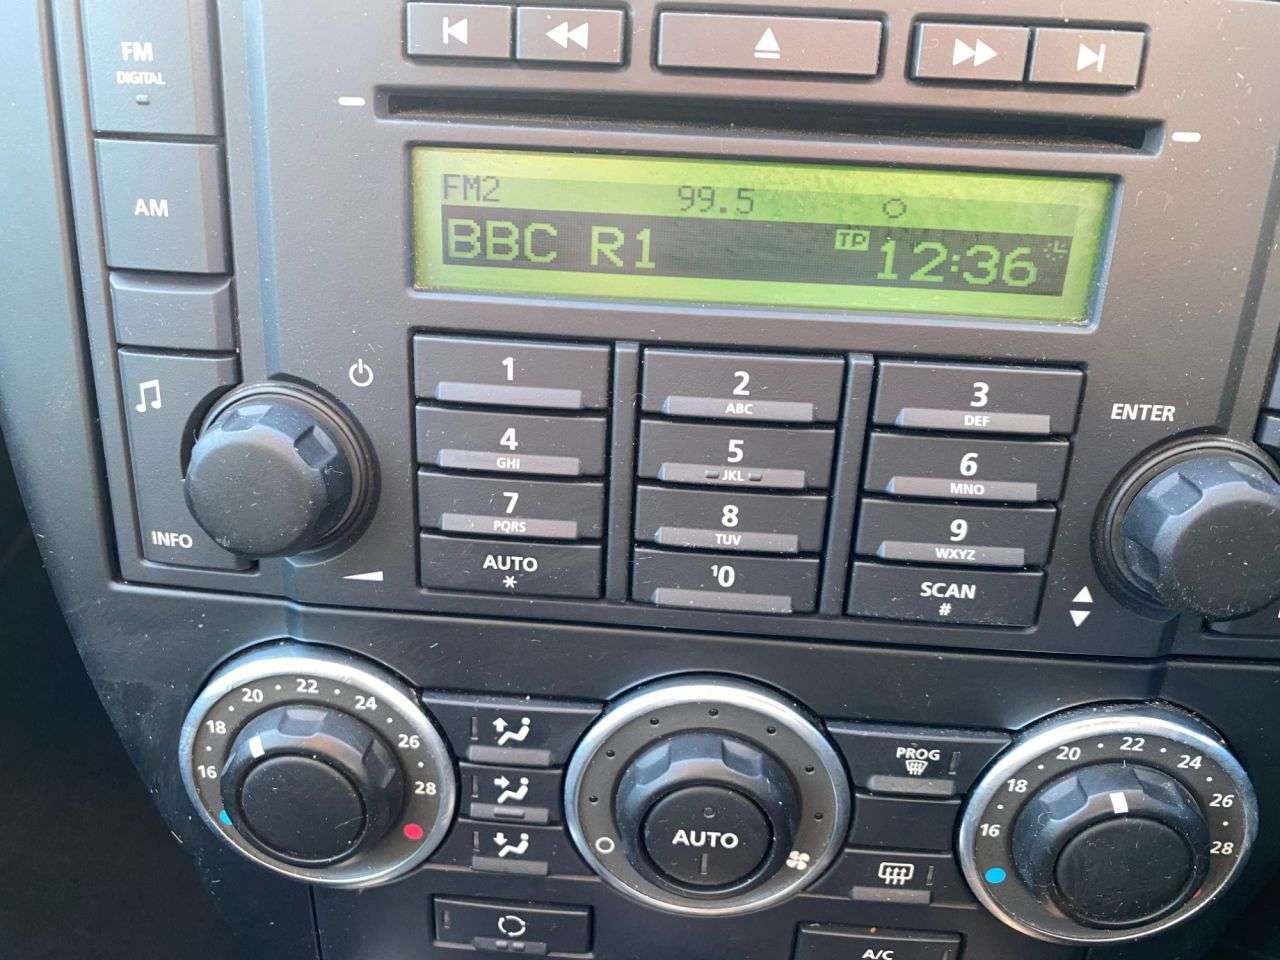 FM
DIGITAL
AM
INFO
FM2 99.5
BBC R1 TP 12:36
1
2
ABC
3
DEF
ENTER
4
GHI
5
JKL
6
MNO
7
PQRS
8
TUV
9
WXYZ
AUTO
*
10
SCAN
#
16 18 20 22 24 26 28
AUTO
PROG
16 18 20 22 24 26 28
A/C